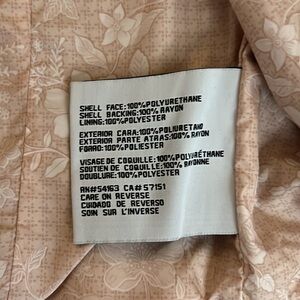 SHELL FACE:100%POLYURETHANE
SHELL BACKING:100%RAYON
LINING:100%POLYESTER
EXTERIOR CARA:100%POLIURETANO
EXTERIOR PARTE ATRAS:100% RAYON
FORRO:100%POLIESTER
VISAGE DE COQUILLE:100%POLYURÉTHANE
SOUTIEN DE COQUILLE:100% RAYONNE
DOUBLURE:100%POLYESTER
RN#54163 CA#57151
CARE ON REVERSE
CUIDADO DE REVERSO
SOIN SUR L'INVERSE